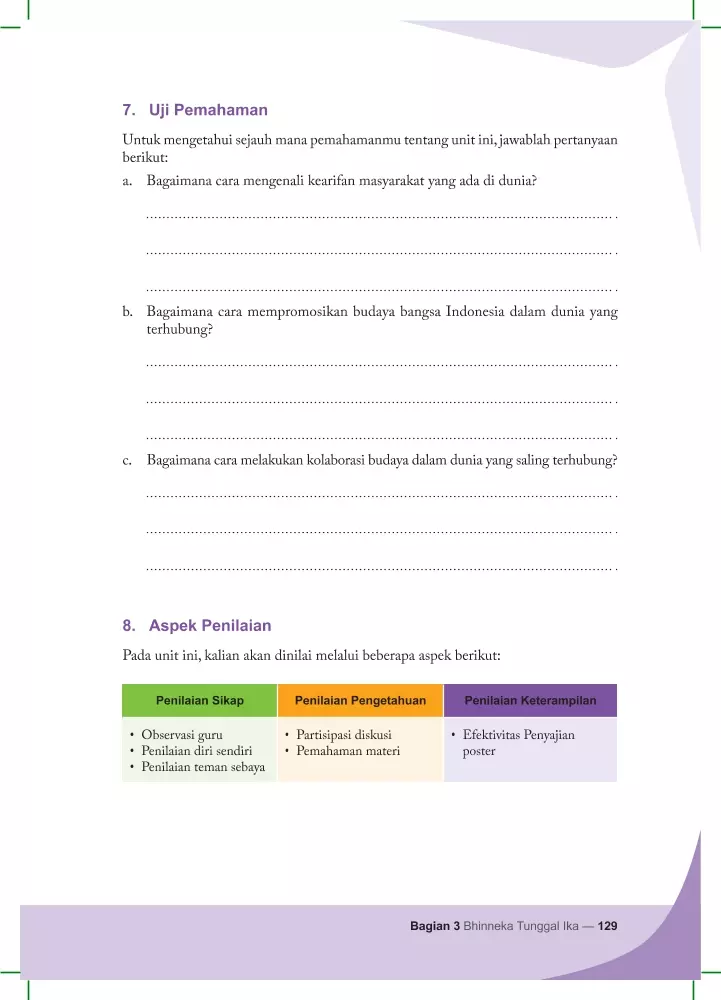 7. Uji Pemahaman
Untuk mengetahui sejauh mana pemahamanmu tentang unit ini, jawablah pertanyaan
berikut:
a. Bagaimana cara mengenali kearifan masyarakat yang ada di dunia?
b. Bagaimana cara mempromosikan budaya bangsa Indonesia dalam dunia yang
terhubung?
c. Bagaimana cara melakukan kolaborasi budaya dalam dunia yang saling terhubung?
8. Aspek Penilaian
Pada unit ini, kalian akan dinilai melalui beberapa aspek berikut:
Penilaian Sikap
• Observasi guru
• Penilaian diri sendiri
• Penilaian teman sebaya
Penilaian Pengetahuan
• Partisipasi diskusi
• Pemahaman materi
Penilaian Keterampilan
• Efektivitas Penyajian
poster
Bagian 3 Bhinneka Tunggal Ika — 129